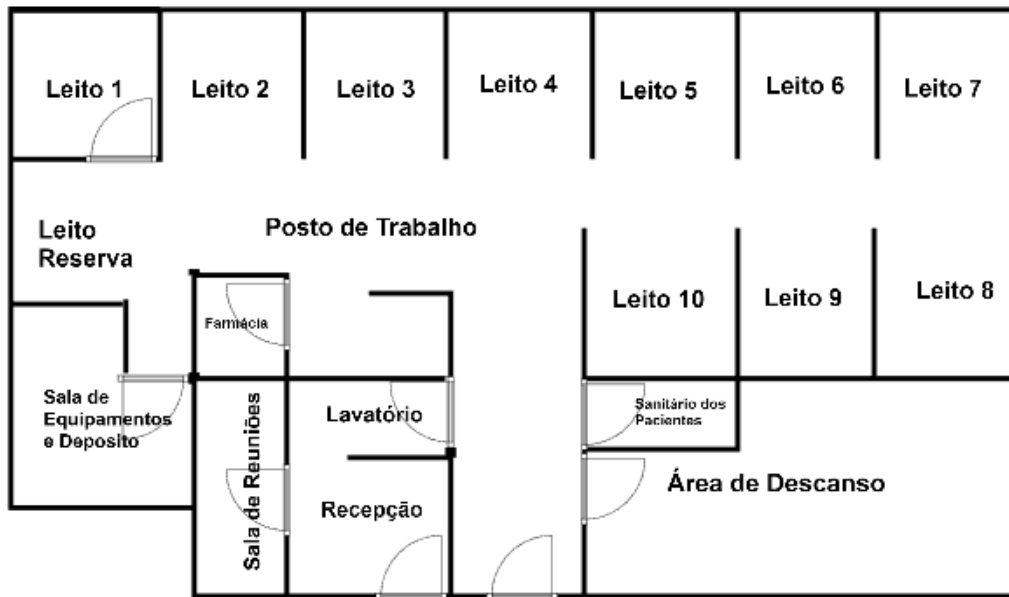 Leito 1
Leito 2
Leito 3
Leito 4
Leito 5
Leito 6
Leito 7
Leito
Reserva
Posto de Trabalho
Leito 10
Leito 9
Leito 8
Farmácia
Sala de
Equipamentos
e Deposito
Sala de Reuniões
Lavatório
Recepção
Sanitário dos
Pacientes
Área de Descanso